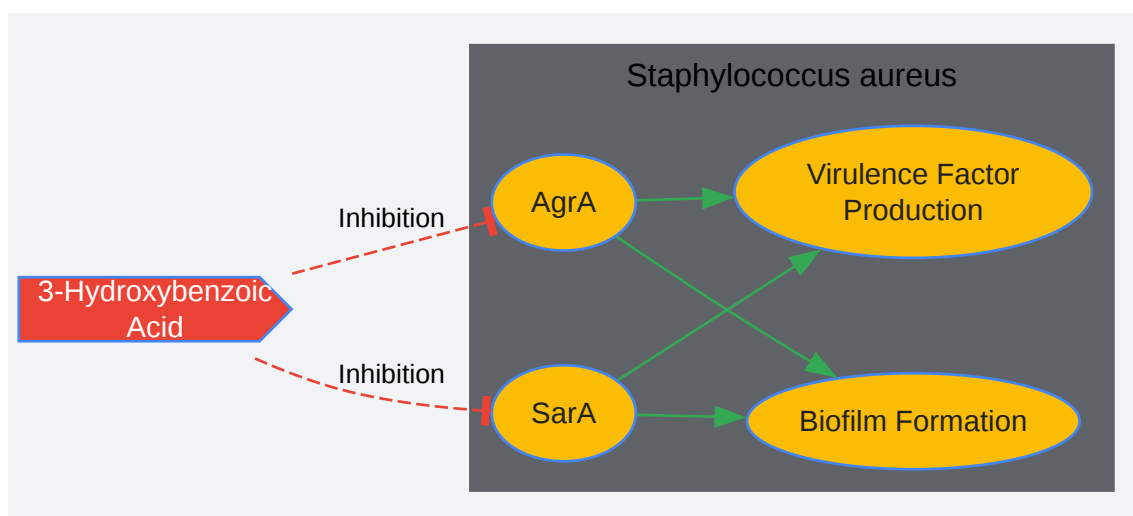 Staphylococcus aureus
Virulence Factor
Production
AgrA
Inhibition
3-Hydroxybenzoic
Acid
Inhibition
SarA
Biofilm Formation